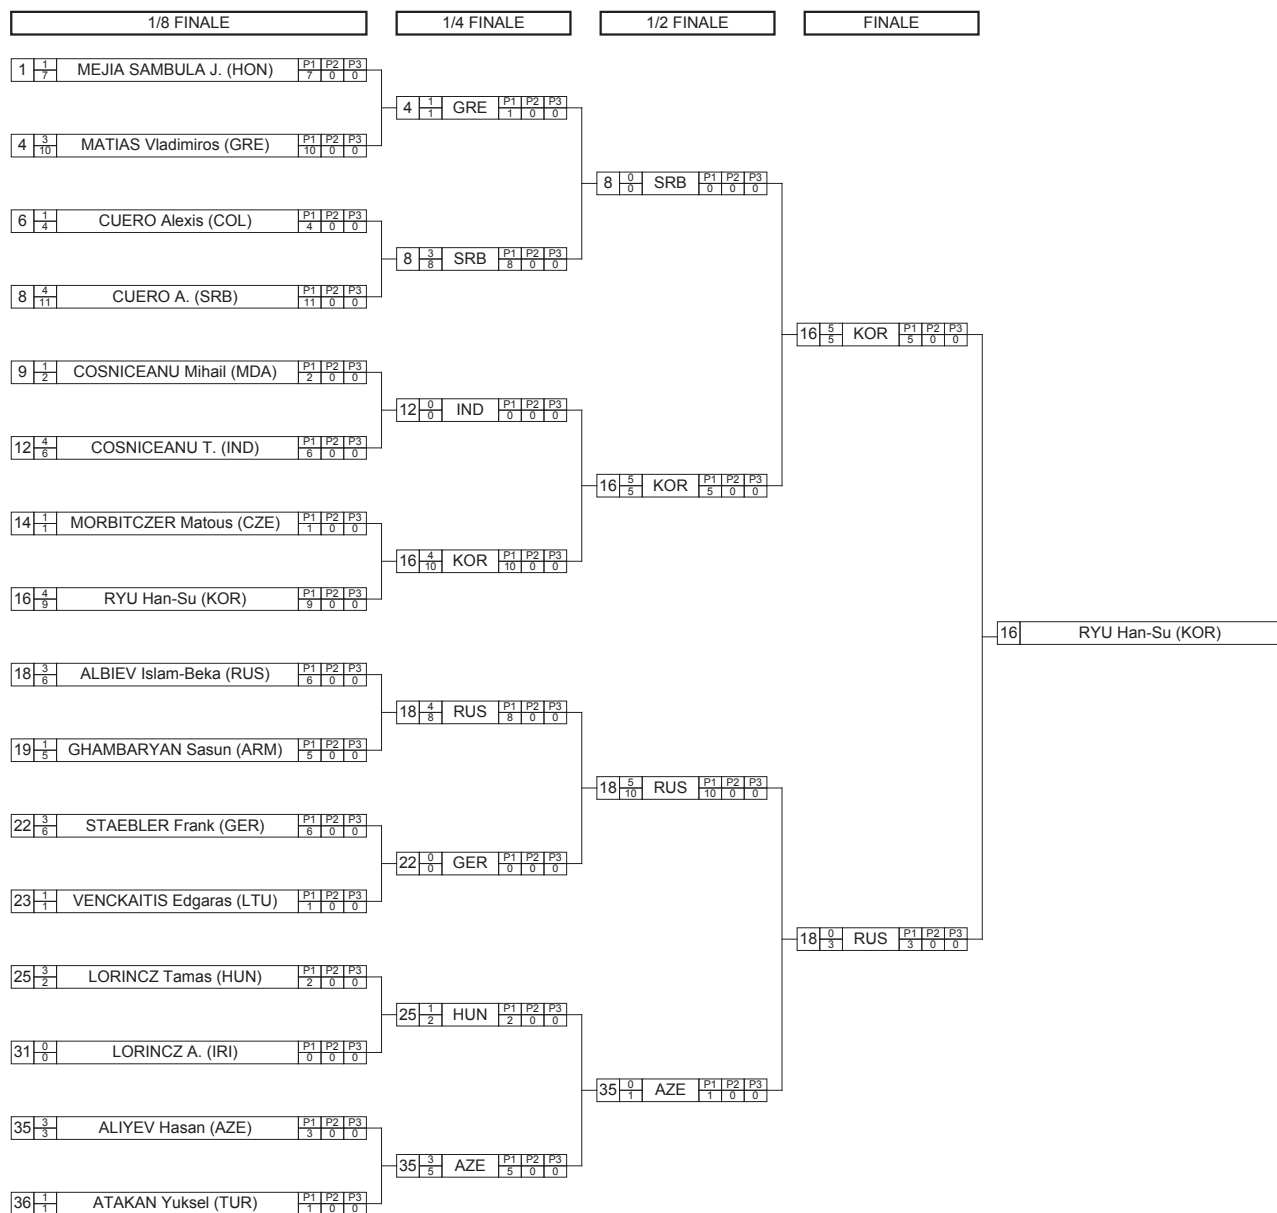 1/8 FINALE 1/4 FINALE 1/2 FINALE FINALE
1 1 7 MEJIA SAMBULA J. (HON) P1 P2 P3 7 0 0
4 1 1 GRE P1 P2 P3 1 0 0
4 3 10 MATIAS Vladimiros (GRE) P1 P2 P3 10 0 0
8 0 0 SRB P1 P2 P3 0 0 0
6 1 4 CUERO Alexis (COL) P1 P2 P3 4 0 0
8 3 8 SRB P1 P2 P3 8 0 0
8 4 11 CUERO A. (SRB) P1 P2 P3 11 0 0
16 5 5 KOR P1 P2 P3 5 0 0
9 1 2 COSNICEANU Mihail (MDA) P1 P2 P3 2 0 0
12 0 0 IND P1 P2 P3 0 0 0
12 4 6 COSNICEANU T. (IND) P1 P2 P3 6 0 0
16 5 5 KOR P1 P2 P3 5 0 0
14 1 1 MORBITCZER Matous (CZE) P1 P2 P3 1 0 0
16 4 10 KOR P1 P2 P3 10 0 0
16 4 9 RYU Han-Su (KOR) P1 P2 P3 9 0 0
16 RYU Han-Su (KOR)
18 3 6 ALBIEV Islam-Beka (RUS) P1 P2 P3 6 0 0
18 4 8 RUS P1 P2 P3 8 0 0
19 1 5 GHAMBARYAN Sasun (ARM) P1 P2 P3 5 0 0
18 5 10 RUS P1 P2 P3 10 0 0
22 3 6 STAEBLER Frank (GER) P1 P2 P3 6 0 0
22 0 0 GER P1 P2 P3 0 0 0
23 1 1 VENCKAITIS Edgaras (LTU) P1 P2 P3 1 0 0
18 0 3 RUS P1 P2 P3 3 0 0
25 3 2 LORINCZ Tamas (HUN) P1 P2 P3 2 0 0
25 1 2 HUN P1 P2 P3 2 0 0
31 0 0 LORINCZ A. (IRI) P1 P2 P3 0 0 0
35 0 1 AZE P1 P2 P3 1 0 0
35 3 3 ALIYEV Hasan (AZE) P1 P2 P3 3 0 0
35 3 5 AZE P1 P2 P3 5 0 0
36 1 1 ATAKAN Yuksel (TUR) P1 P2 P3 1 0 0